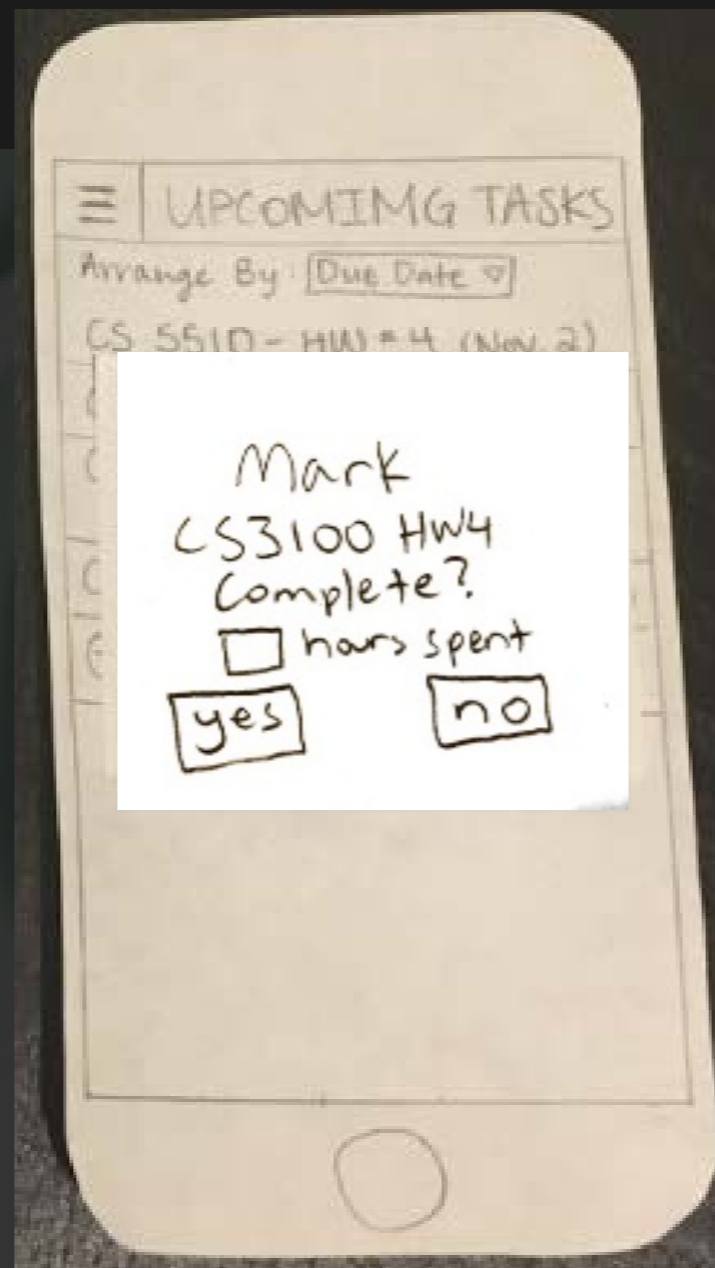 UPCOMIMG TASKS
Arrange By: Due Date
CS 5510 - HW #4 (Nov. 2)
Mark
CS3100 HW4
Complete?
hours spent
yes no